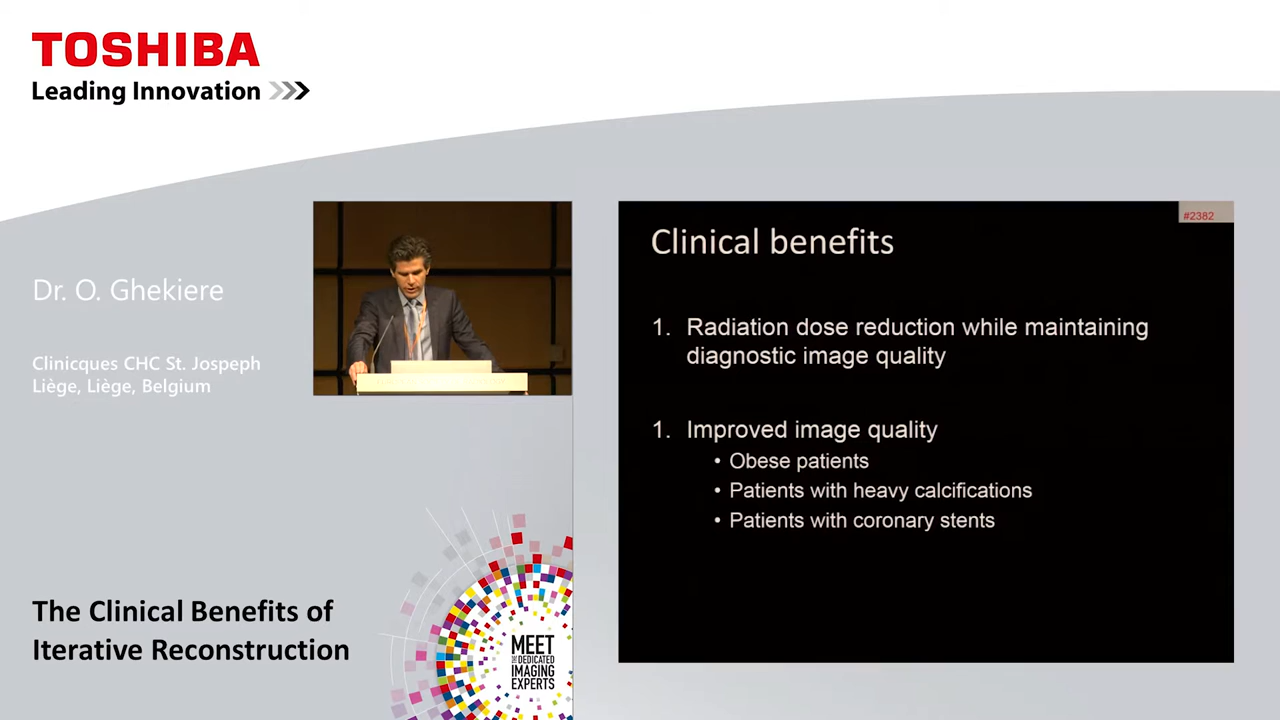 TOSHIBA
Leading Innovation
Dr. O. Ghekiere
Clinicques CHC St. Jospeph
Liège, Liège, Belgium
The Clinical Benefits of
Iterative Reconstruction
MEET
THE DEDICATED
IMAGING
EXPERTS
#2382
Clinical benefits
1. Radiation dose reduction while maintaining
diagnostic image quality
1. Improved image quality
• Obese patients
• Patients with heavy calcifications
• Patients with coronary stents